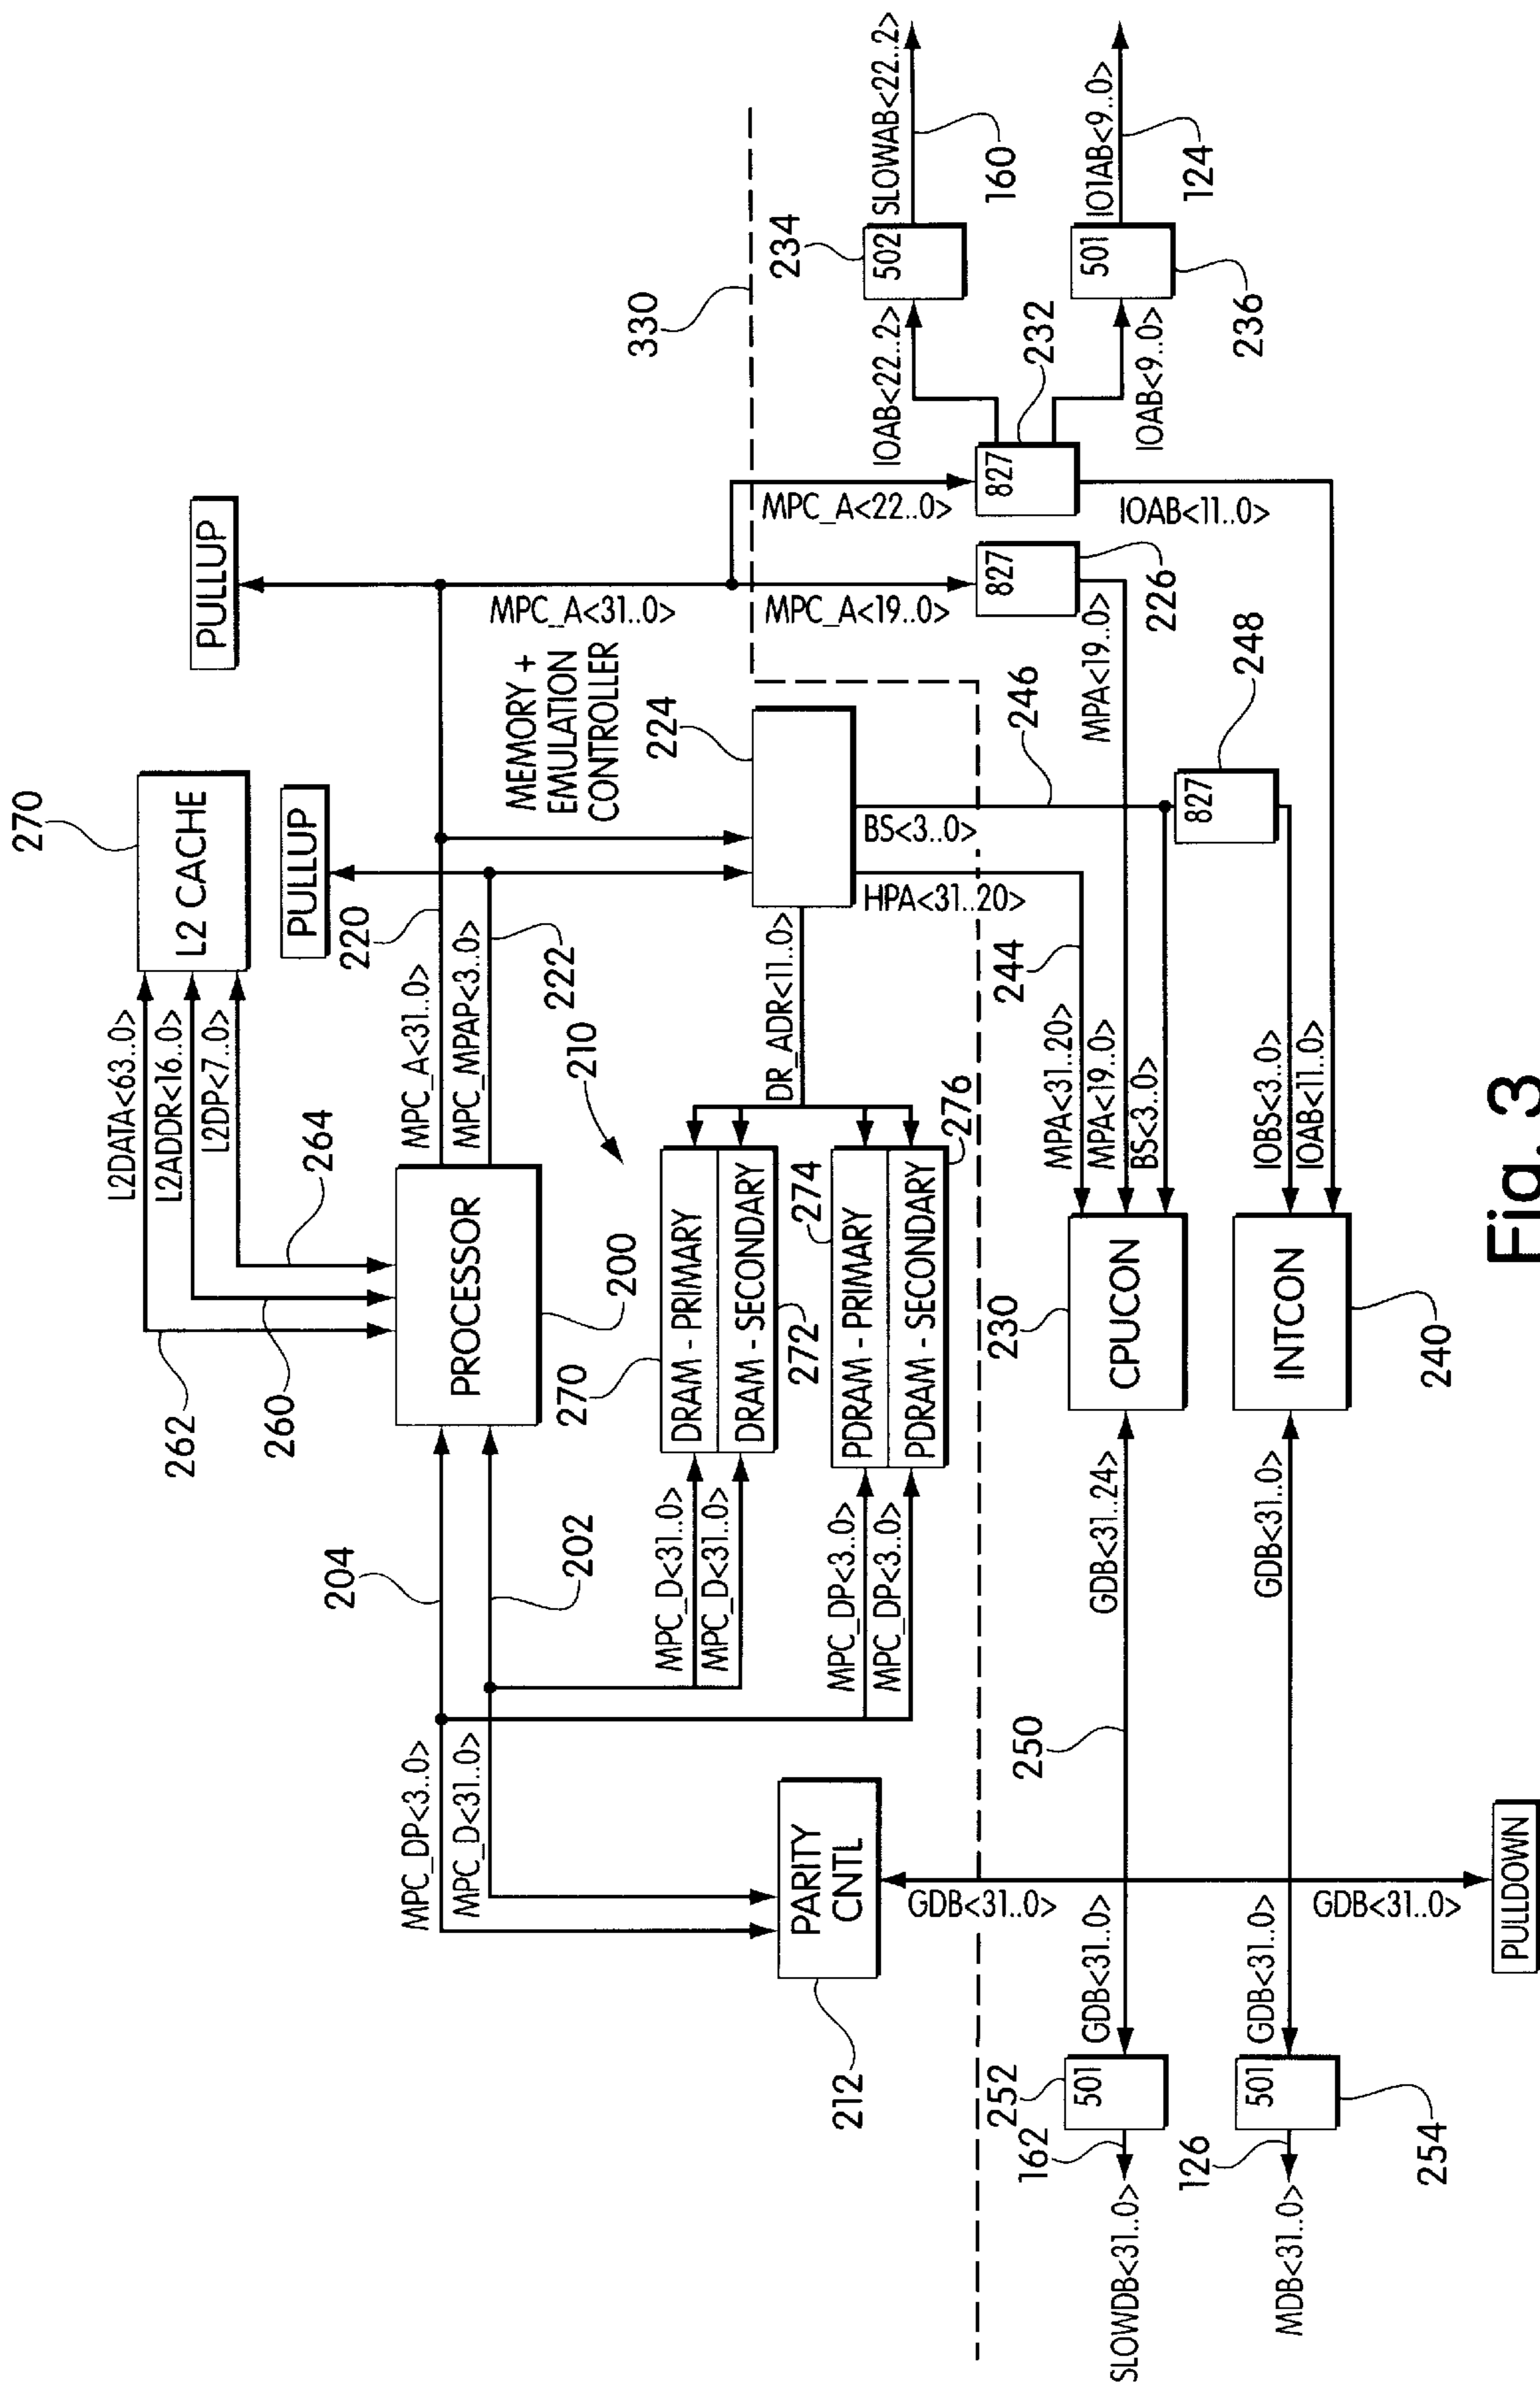 270
L2 CACHE
L2DATA<63..0>
L2ADDR<16..0>
L2DP<7..0>
262
260
264
PULLUP
PULLUP
204
202
MPC_DP<3..0>
MPC_D<31..0>
PROCESSOR
200
MPC_A<31..0>
MPC_MPAP<3..0>
220
222
210
MEMORY +
EMULATION
CONTROLLER
224
MPC_A<31..0>
330
PARITY
CNTL
212
MPC_D<31..0>
MPC_D<31..0>
270
DRAM - PRIMARY
DRAM - SECONDARY
272
MPC_DP<3..0>
MPC_DP<3..0>
274
PDRAM - PRIMARY
PDRAM - SECONDARY
276
DR_ADR<11..0>
BS<3..0>
HPA<31..20>
244
246
MPC_A<19..0>
MPC_A<22..0>
827
226
827
232
IOAB<22..2>
234
502
SLOWAB<22..2>
160
IOAB<9..0>
501
236
IO1AB<9..0>
124
IOAB<11..0>
MPA<19..0>
827
248
GDB<31..0>
SLOWDB<31..0>
162
252
501
GDB<31..0>
250
GDB<31..24>
230
CPUCON
MPA<31..20>
MPA<19..0>
BS<3..0>
MDB<31..0>
126
501
254
GDB<31..0>
GDB<31..0>
INTCON
240
IOBS<3..0>
IOAB<11..0>
GDB<31..0>
PULLDOWN
Fig. 3